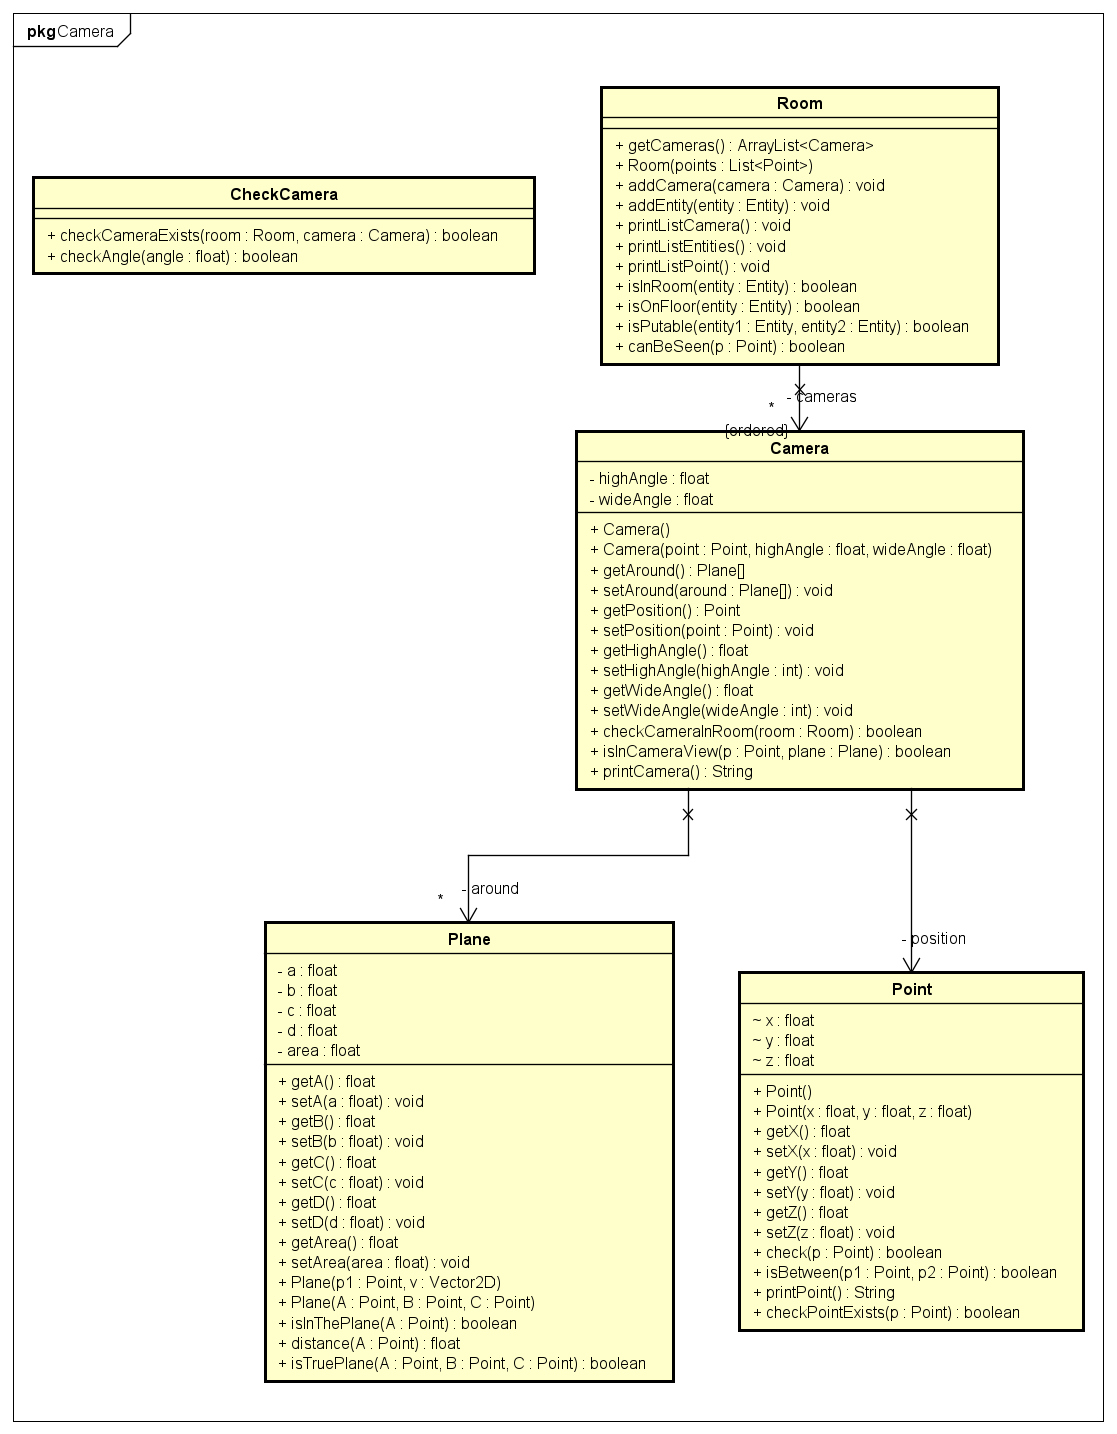 pkg Camera
CheckCamera
+ checkCameraExists(room : Room, camera : Camera) : boolean
+ checkAngle(angle : float) : boolean
Room
+ getCameras() : ArrayList<Camera>
+ Room(points : List<Point>)
+ addCamera(camera : Camera) : void
+ addEntity(entity : Entity) : void
+ printListCamera() : void
+ printListEntities() : void
+ printListPoint() : void
+ isInRoom(entity : Entity) : boolean
+ isOnFloor(entity : Entity) : boolean
+ isPutable(entity1 : Entity, entity2 : Entity) : boolean
+ canBeSeen(p : Point) : boolean
- cameras
*
{ordered}
Camera
- highAngle : float
- wideAngle : float
+ Camera()
+ Camera(point : Point, highAngle : float, wideAngle : float)
+ getAround() : Plane[]
+ setAround(around : Plane[]) : void
+ getPosition() : Point
+ setPosition(point : Point) : void
+ getHighAngle() : float
+ setHighAngle(highAngle : int) : void
+ getWideAngle() : float
+ setWideAngle(wideAngle : int) : void
+ checkCameraInRoom(room : Room) : boolean
+ isInCameraView(p : Point, plane : Plane) : boolean
+ printCamera() : String
- around
*
- position
Plane
- a : float
- b : float
- c : float
- d : float
- area : float
+ getA() : float
+ setA(a : float) : void
+ getB() : float
+ setB(b : float) : void
+ getC() : float
+ setC(c : float) : void
+ getD() : float
+ setD(d : float) : void
+ getArea() : float
+ setArea(area : float) : void
+ Plane(p1 : Point, v : Vector2D)
+ Plane(A : Point, B : Point, C : Point)
+ isInThePlane(A : Point) : boolean
+ distance(A : Point) : float
+ isTruePlane(A : Point, B : Point, C : Point) : boolean
Point
~ x : float
~ y : float
~ z : float
+ Point()
+ Point(x : float, y : float, z : float)
+ getX() : float
+ setX(x : float) : void
+ getY() : float
+ setY(y : float) : void
+ getZ() : float
+ setZ(z : float) : void
+ check(p : Point) : boolean
+ isBetween(p1 : Point, p2 : Point) : boolean
+ printPoint() : String
+ checkPointExists(p : Point) : boolean